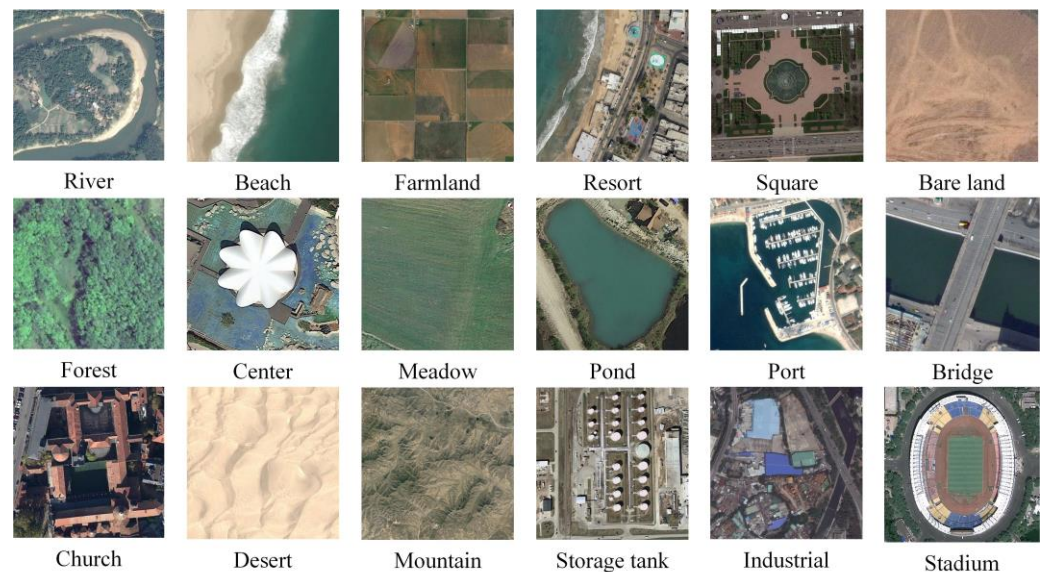 River Beach Farmland Resort Square Bare land
Forest Center Meadow Pond Port Bridge
Church Desert Mountain Storage tank Industrial Stadium